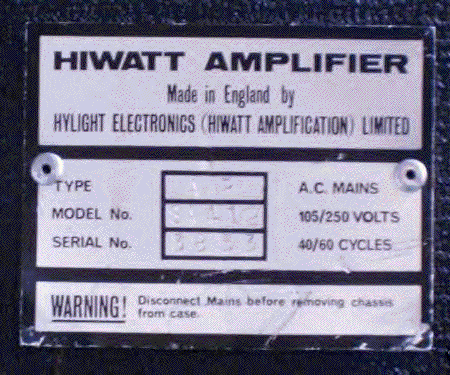 HIWATT AMPLIFIER
Made in England by
HYLIGHT ELECTRONICS (HIWATT AMPLIFICATION) LIMITED
TYPE A.C. MAINS
MODEL No. 105/250 VOLTS
SERIAL No. 40/60 CYCLES
WARNING! Disconnect Mains before removing chassis
from case.